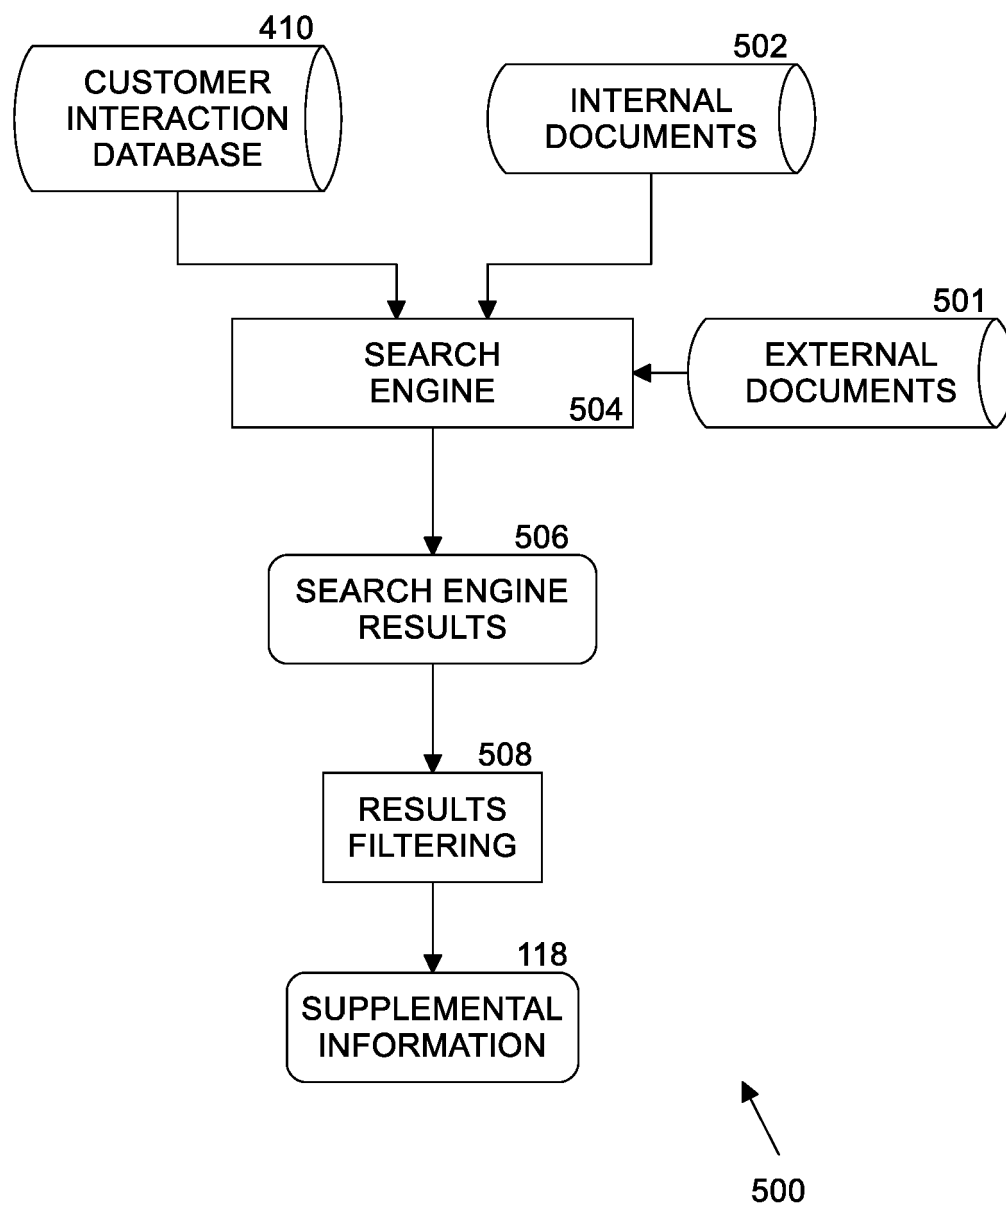 410
CUSTOMER
INTERACTION
DATABASE
502
INTERNAL
DOCUMENTS
501
EXTERNAL
DOCUMENTS
SEARCH
ENGINE
504
506
SEARCH ENGINE
RESULTS
508
RESULTS
FILTERING
118
SUPPLEMENTAL
INFORMATION
500